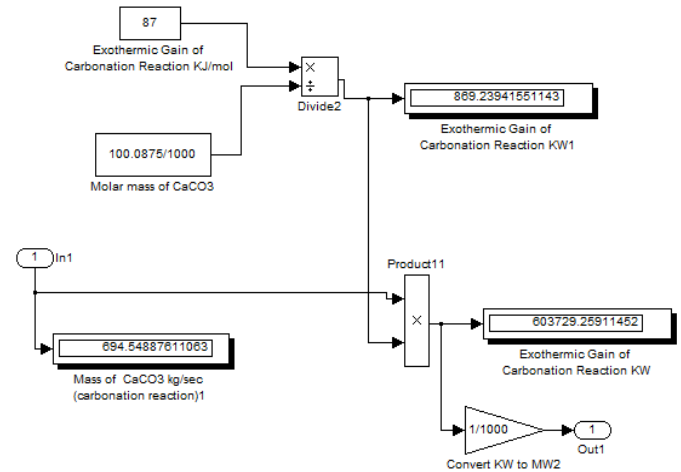 87
Exothermic Gain of
Carbonation Reaction KJ/mol
×
÷
Divide2
869.23941551143
Exothermic Gain of
Carbonation Reaction KW1
100.0875/1000
Molar mass of CaCO3
1
In1
Product11
×
694.54887611063
Mass of CaCO3 kg/sec
(carbonation reaction)1
603729.25911452
Exothermic Gain of
Carbonation Reaction KW
1/1000
Convert KW to MW2
1
Out1